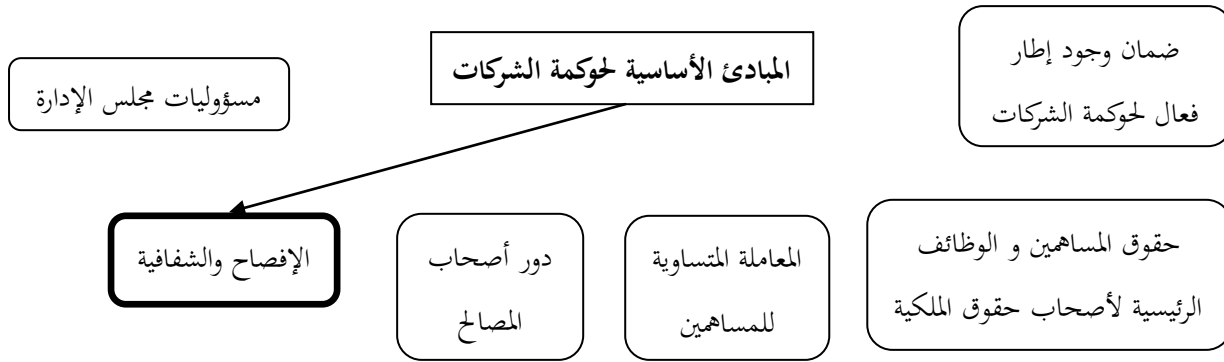 المبادئ الأساسية لحوكمة الشركات
ضمان وجود إطار
فعال لحوكمة الشركات
مسؤوليات مجلس الإدارة
حقوق المساهمين و الوظائف
الرئيسية لأصحاب حقوق الملكية
المعاملة المتساوية
للمساهمين
دور أصحاب
المصالح
الإفصاح والشفافية